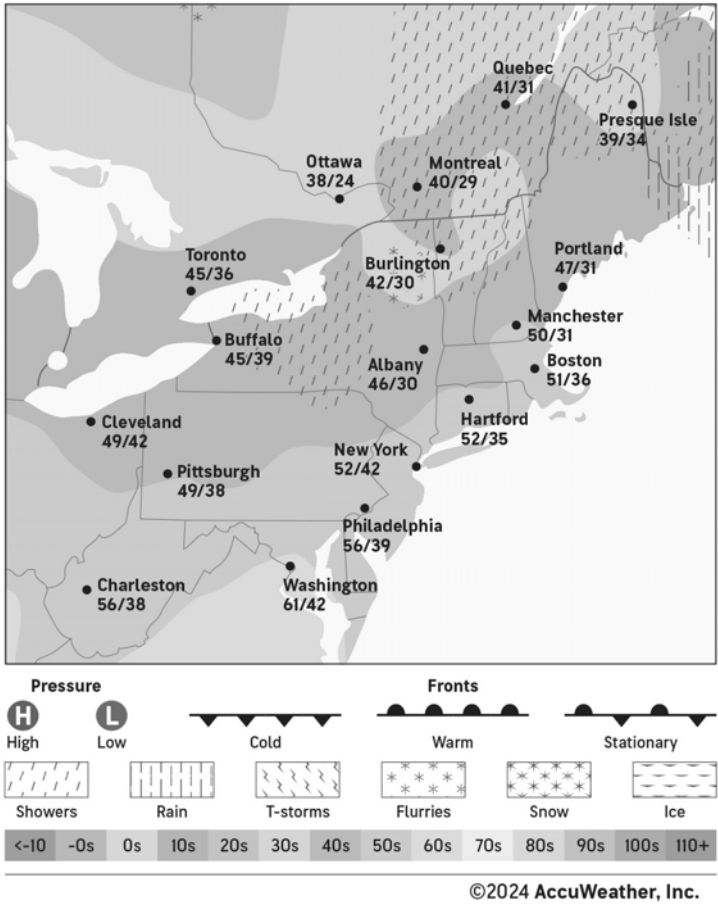 Quebec
41/31
Presque Isle
39/34
Ottawa
38/24
Montreal
40/29
Toronto
45/36
Burlington
42/30
Portland
47/31
Manchester
50/31
Buffalo
45/39
Albany
46/30
Boston
51/36
Cleveland
49/42
Hartford
52/35
New York
52/42
Pittsburgh
49/38
Philadelphia
56/39
Charleston
56/38
Washington
61/42
Pressure
Fronts
H
L
High
Low
Cold
Warm
Stationary
Showers
Rain
T-storms
Flurries
Snow
Ice
<-10 -0s 0s 10s 20s 30s 40s 50s 60s 70s 80s 90s 100s 110+
©2024 AccuWeather, Inc.